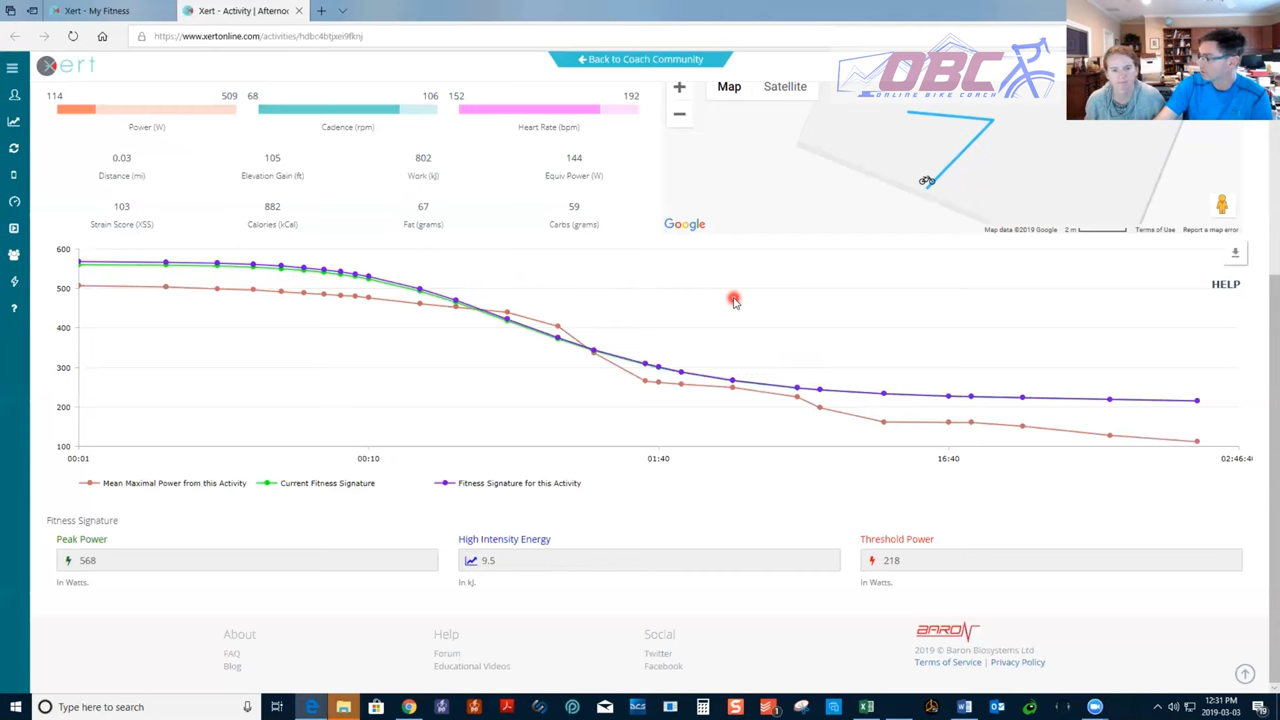 Xert - My Fitness
Xert - Activity | Afternoo
https://www.xertonline.com/activities/hdbc4btjxei9fknj
xert
Back to Coach Community
OBC
ONLINE BIKE COACH
Map Satellite
114 509 68 106 152 192
Power (W) Cadence (rpm) Heart Rate (bpm)
0.03 105 802 144
Distance (mi) Elevation Gain (ft) Work (kJ) Equiv Power (W)
103 882 67 59
Strain Score (XSS) Calories (kCal) Fat (grams) Carbs (grams)
Google
Map data ©2019 Google 2 m Terms of Use Report a map error
HELP
600
500
400
300
200
100
00:01 00:10 01:40 16:40 02:46:4
Mean Maximal Power from this Activity Current Fitness Signature Fitness Signature for this Activity
Fitness Signature
Peak Power High Intensity Energy Threshold Power
568 9.5 218
In Watts. In kJ. In Watts.
About Help Social
BARON
FAQ Forum Twitter 2019 © Baron Biosystems Ltd
Blog Educational Videos Facebook Terms of Service | Privacy Policy
Type here to search
12:31 PM
2019-03-03
19